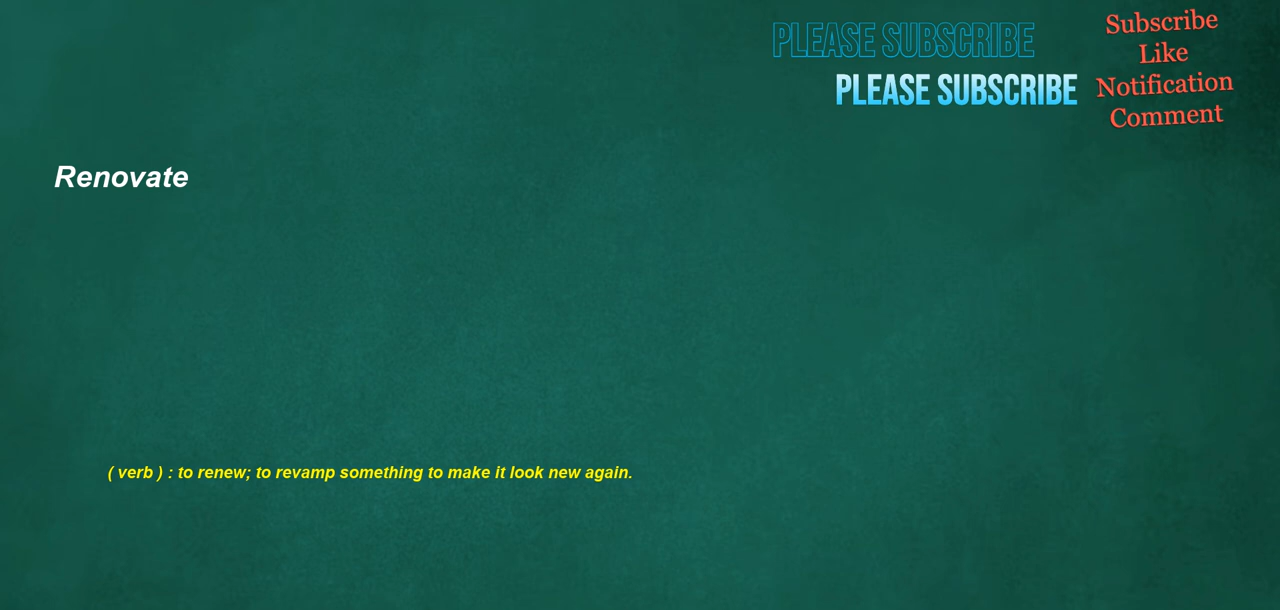 PLEASE SUBSCRIBE
PLEASE SUBSCRIBE
Subscribe
Like
Notification
Comment
Renovate
( verb ) : to renew; to revamp something to make it look new again.